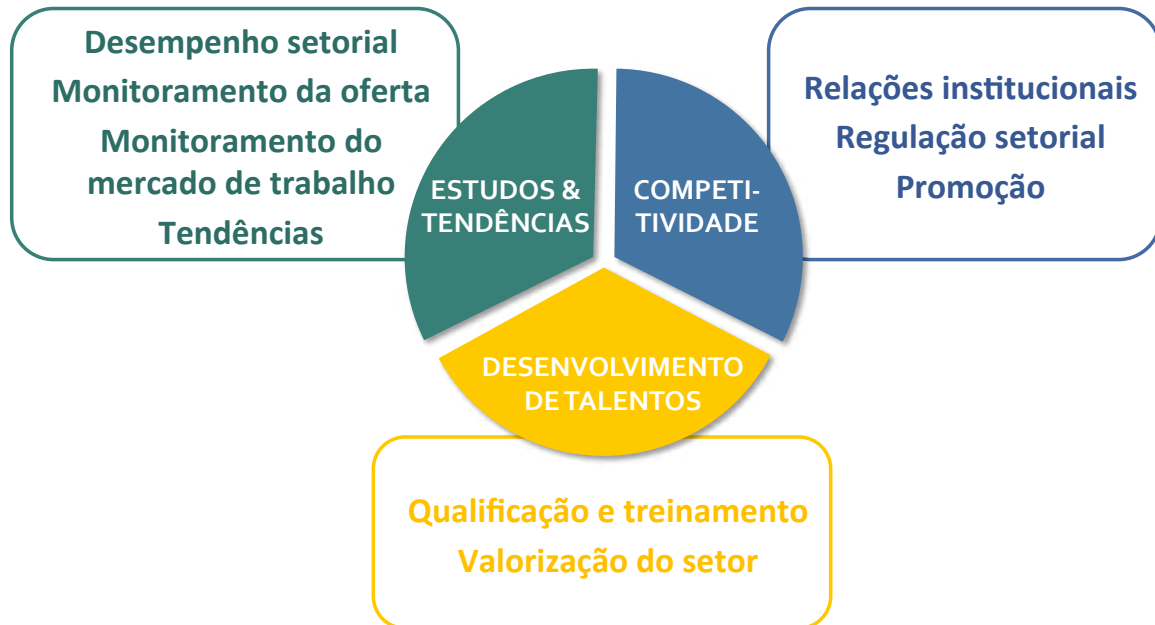 Desempenho setorial
Monitoramento da oferta
Monitoramento do
mercado de trabalho
Tendências
ESTUDOS &
TENDÊNCIAS
COMPETI-
TIVIDADE
Relações institucionais
Regulação setorial
Promoção
DESENVOLVIMENTO
DE TALENTOS
Qualificação e treinamento
Valorização do setor